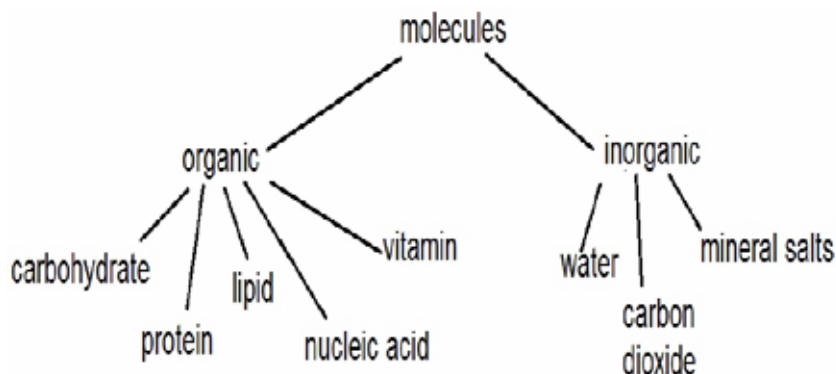 molecules
organic
inorganic
carbohydrate
protein
lipid
nucleic acid
vitamin
water
carbon
dioxide
mineral salts